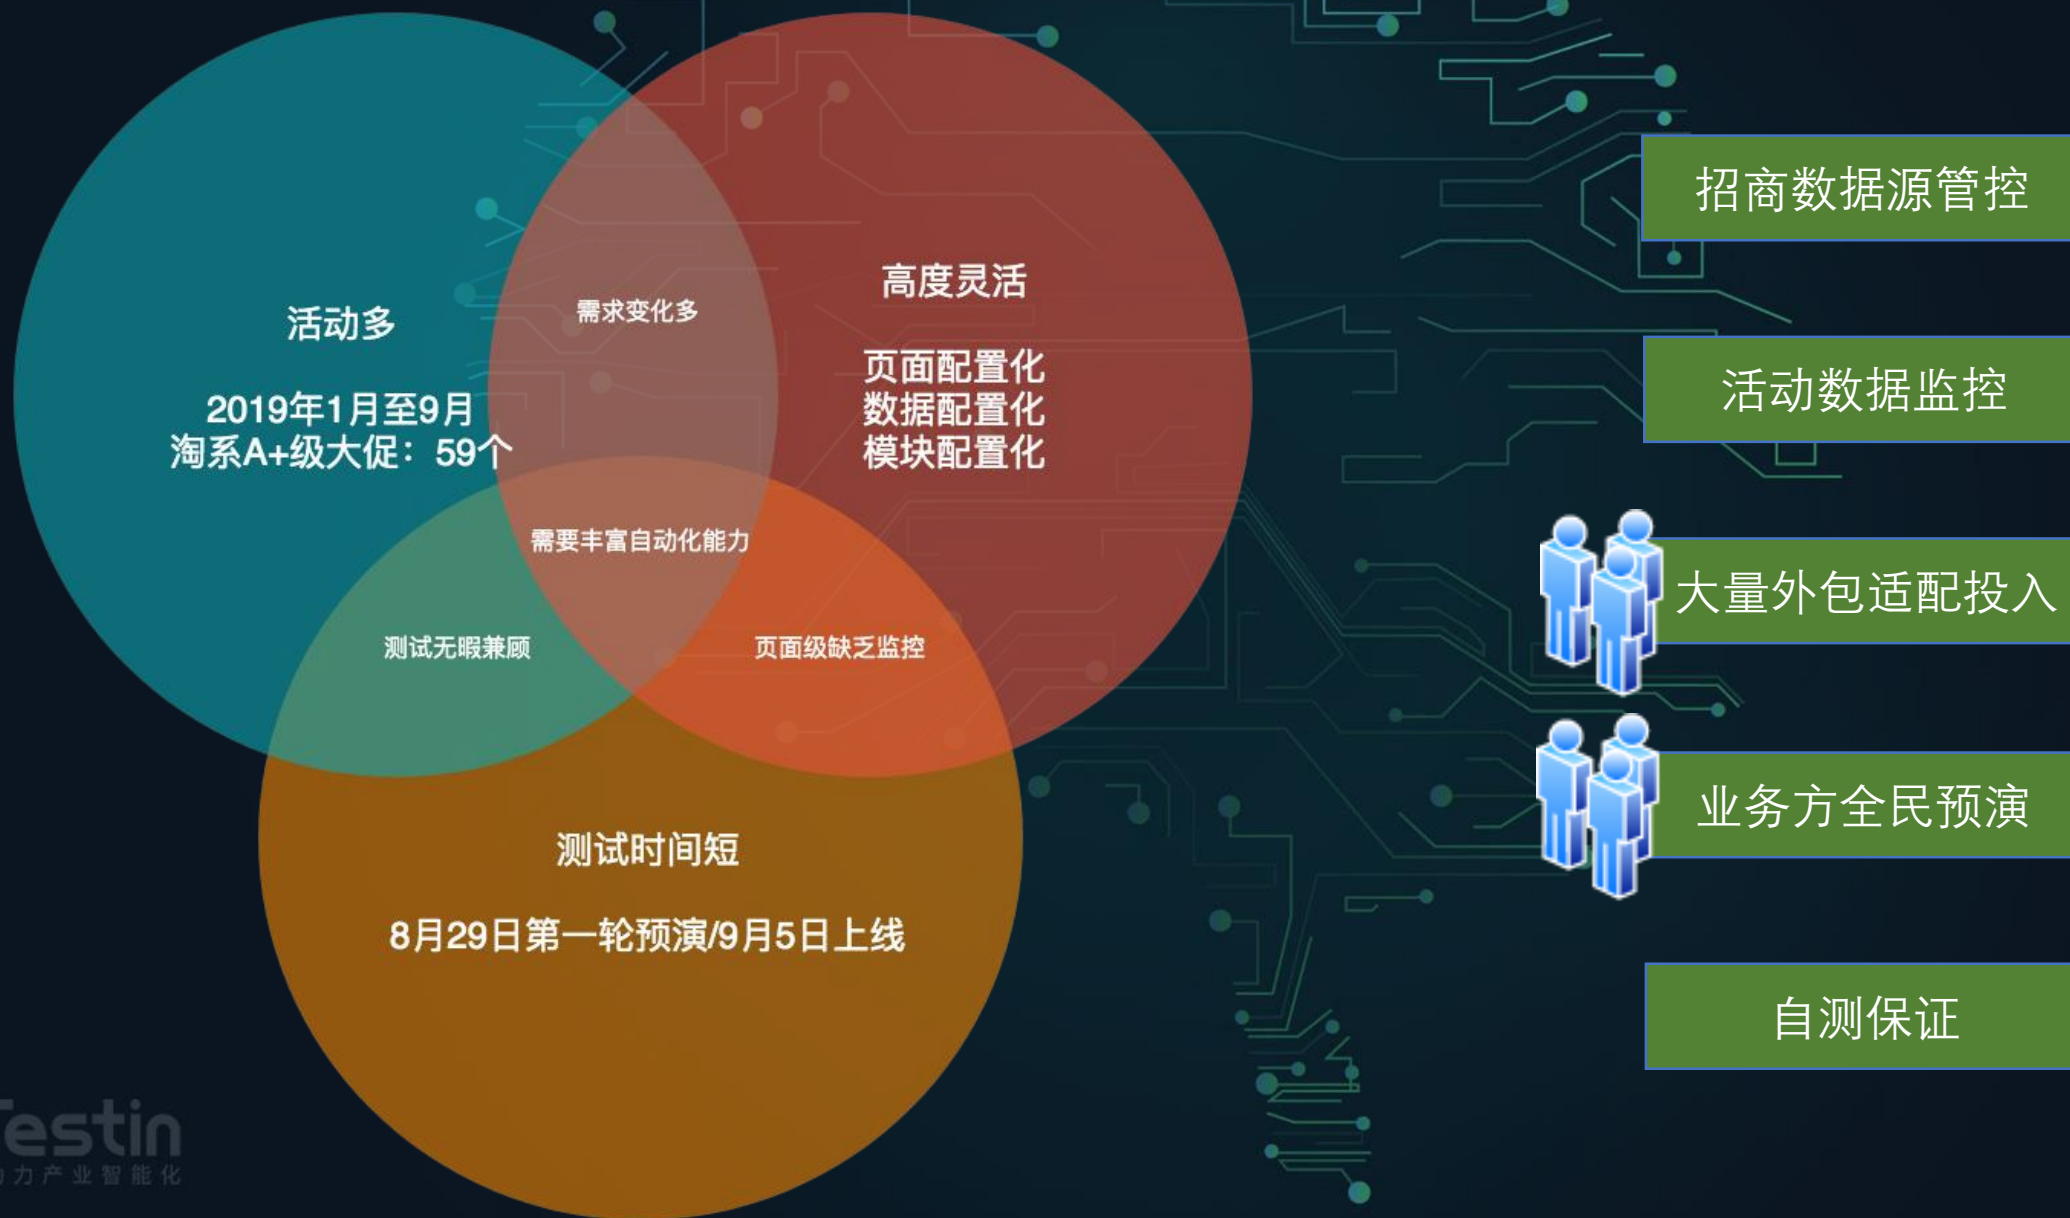 活动多
2019年1月至9月
淘系A+级大促：59个
需求变化多
高度灵活
页面配置化
数据配置化
模块配置化
需要丰富自动化能力
测试无暇兼顾
页面级缺乏监控
测试时间短
8月29日第一轮预演/9月5日上线
招商数据源管控
活动数据监控
大量外包适配投入
业务方全民预演
自测保证
Testin
力产业智能化